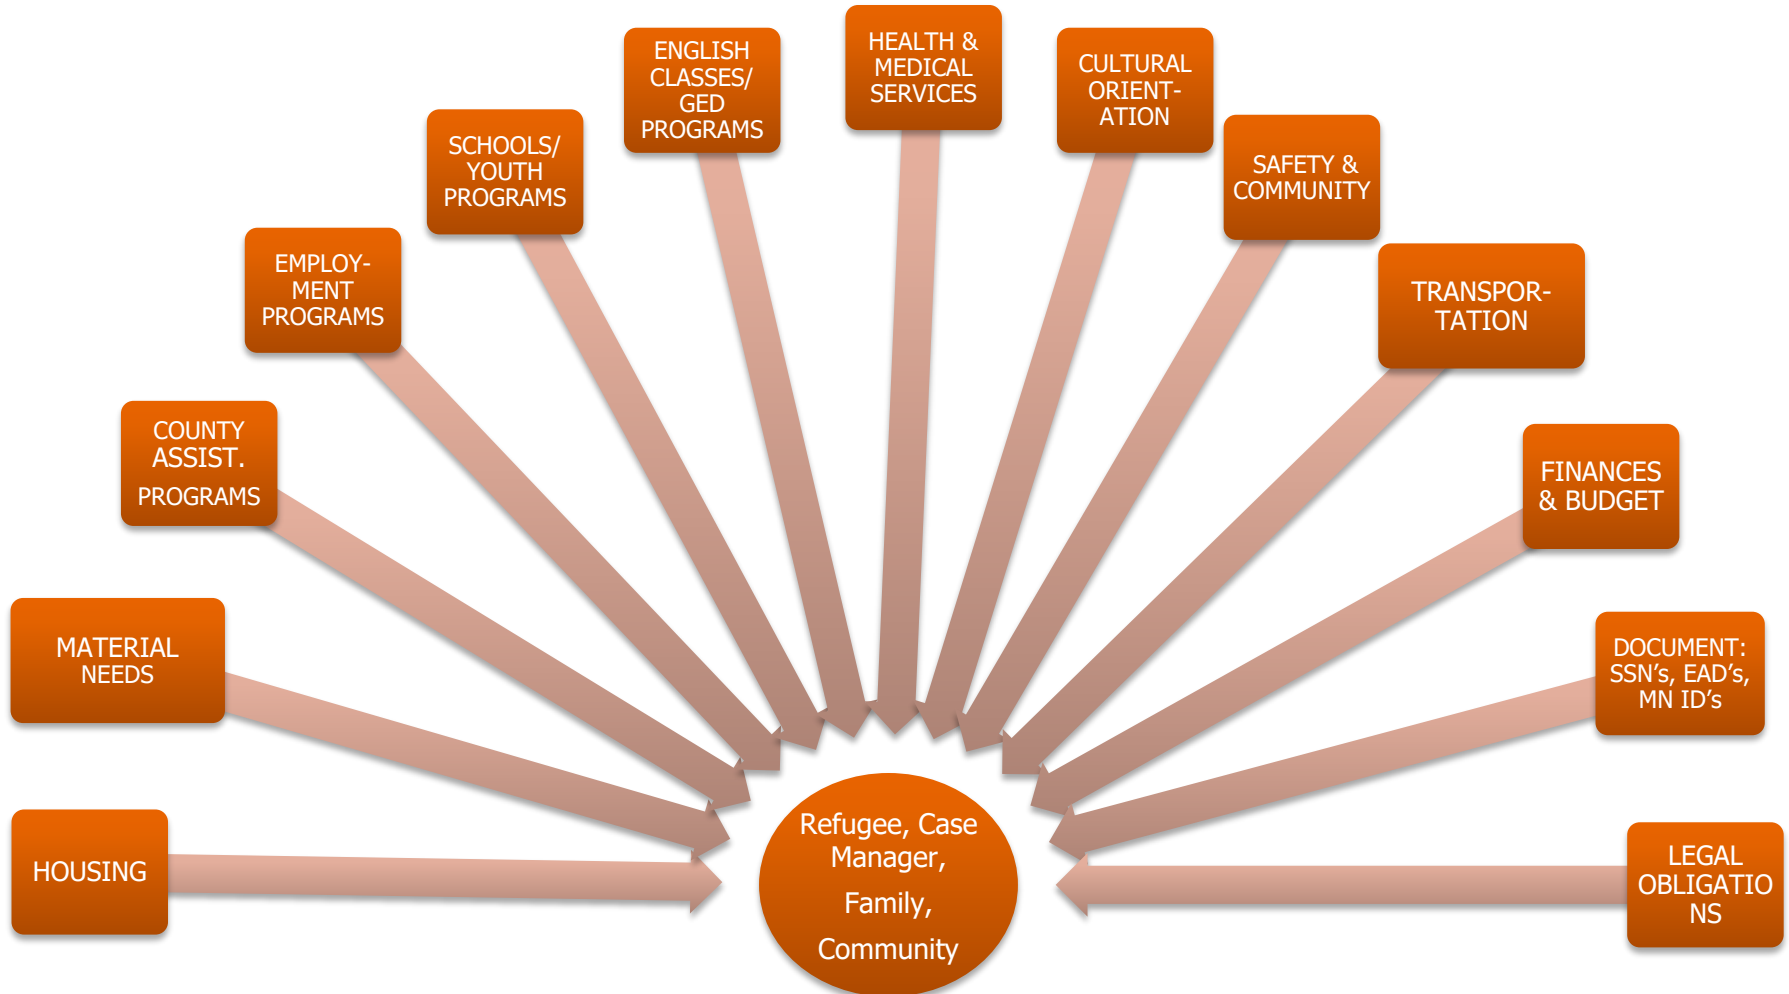 HOUSING
MATERIAL
NEEDS
COUNTY
ASSIST.
PROGRAMS
EMPLOY-
MENT
PROGRAMS
SCHOOLS/
YOUTH
PROGRAMS
ENGLISH
CLASSES/
GED
PROGRAMS
HEALTH &
MEDICAL
SERVICES
CULTURAL
ORIENT-
ATION
SAFETY &
COMMUNITY
TRANSPOR-
TATION
FINANCES
& BUDGET
DOCUMENT:
SSN’s, EAD’s,
MN ID’s
LEGAL
OBLIGATIO
NS
Refugee, Case
Manager,
Family,
Community